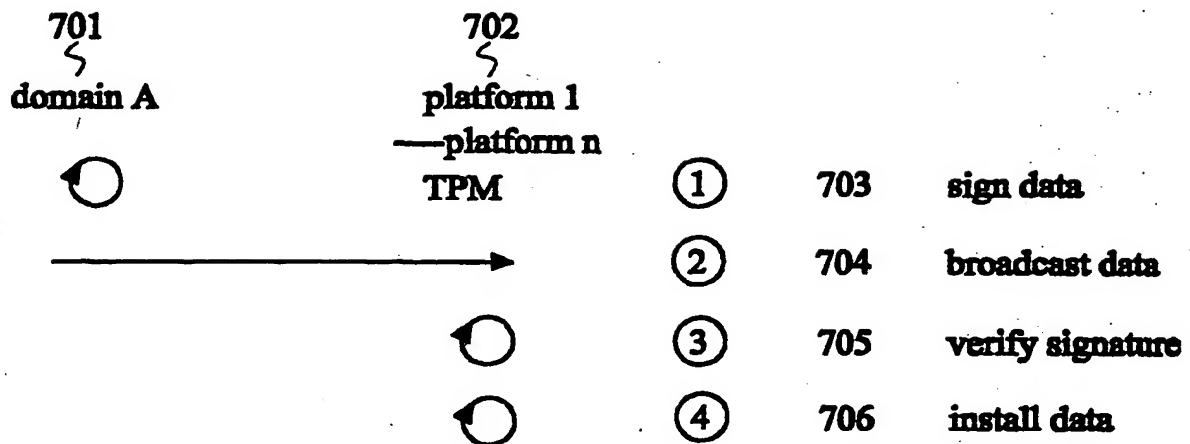 701 702
domain A platform 1
—platform n
TPM ① 703 sign data
② 704 broadcast data
③ 705 verify signature
④ 706 install data